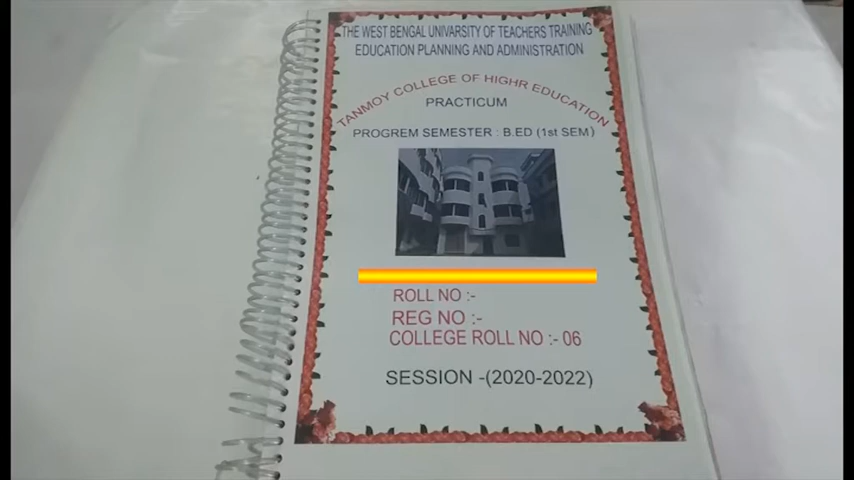 THE WEST BENGAL UNIVARSITY OF TEACHERS TRAINING
EDUCATION PLANNING AND ADMINISTRATION
TANMOY COLLEGE OF HIGHR EDUCATION
PRACTICUM
PROGREM SEMESTER : B.ED (1st SEM)
ROLL NO :-
REG NO :-
COLLEGE ROLL NO :- 06
SESSION -(2020-2022)